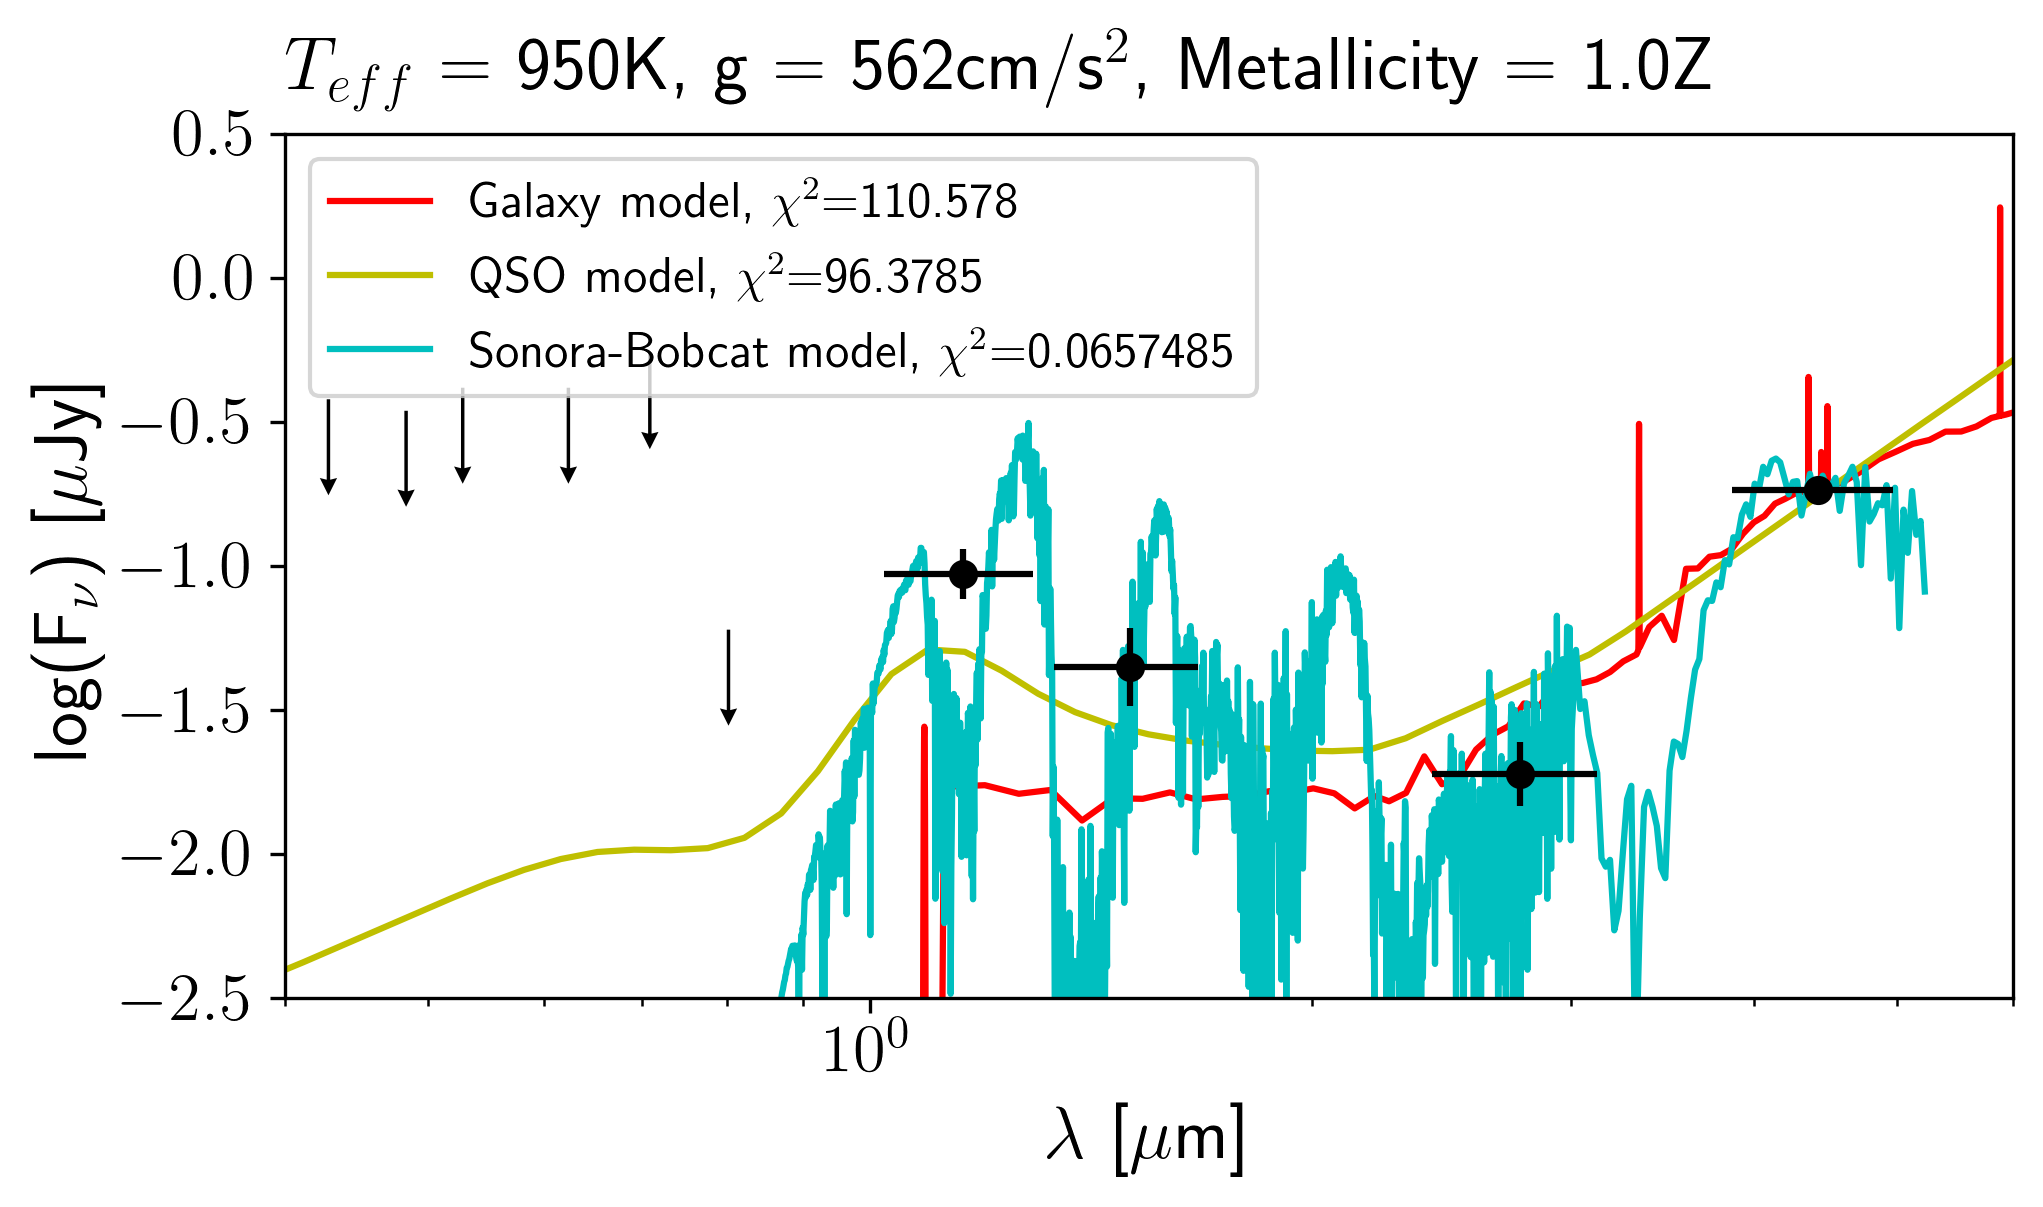 T_eff = 950K, g = 562cm/s², Metallicity = 1.0Z
Galaxy model, χ²=110.578
QSO model, χ²=96.3785
Sonora-Bobcat model, χ²=0.0657485
0.5
0.0
−0.5
−1.0
−1.5
−2.0
−2.5
log(F_ν) [μJy]
10⁰
λ [μm]